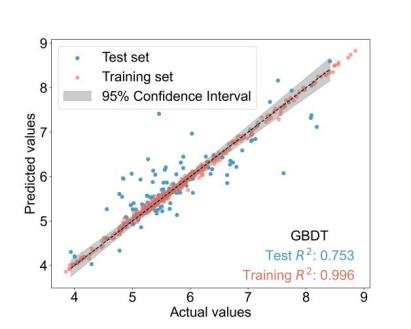 9
Test set
Training set
95% Confidence Interval
8
7
6
5
4
Predicted values
GBDT
Test R²: 0.753
Training R²: 0.996
4 5 6 7 8 9
Actual values